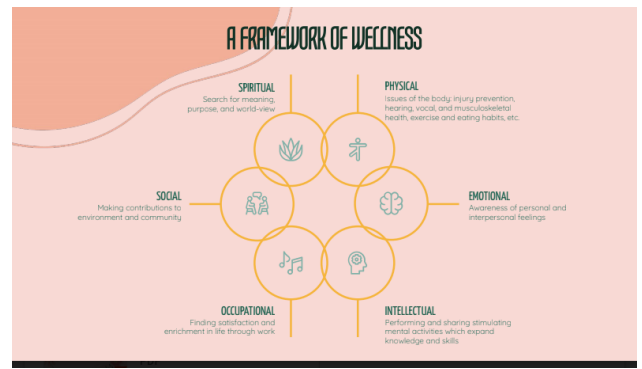 A FRAMEWORK OF WELLNESS
SPIRITUAL
Search for meaning,
purpose, and world-view
PHYSICAL
Issues of the body: injury prevention,
hearing, vocal, and musculoskeletal
health, exercise and eating habits, etc.
SOCIAL
Making contributions to
environment and community
EMOTIONAL
Awareness of personal and
interpersonal feelings
OCCUPATIONAL
Finding satisfaction and
enrichment in life through work
INTELLECTUAL
Performing and sharing stimulating
mental activities which expand
knowledge and skills